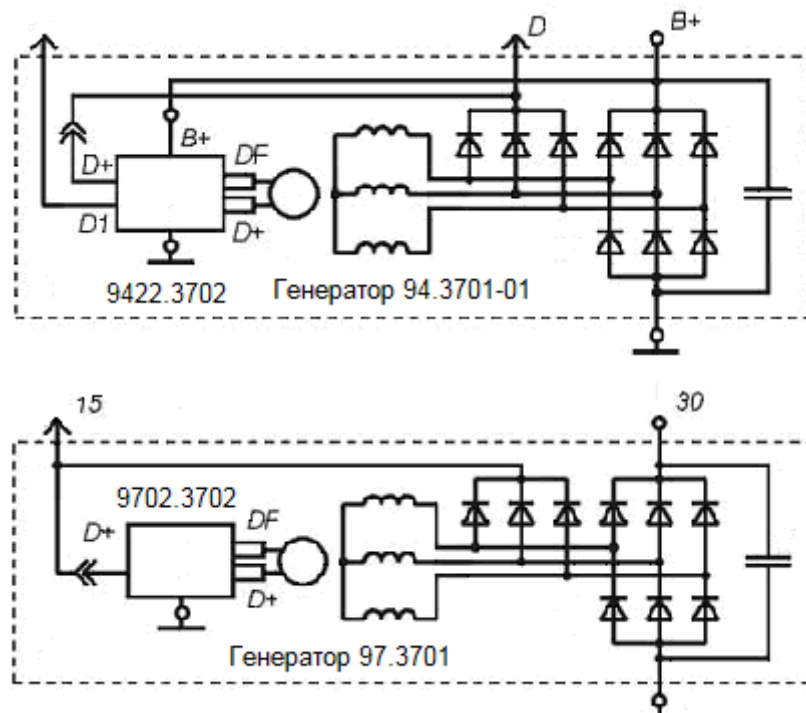 D B+
B+
D+ DF
D1 D+
9422.3702 Генератор 94.3701-01
15 30
9702.3702
D+ DF
D+
Генератор 97.3701